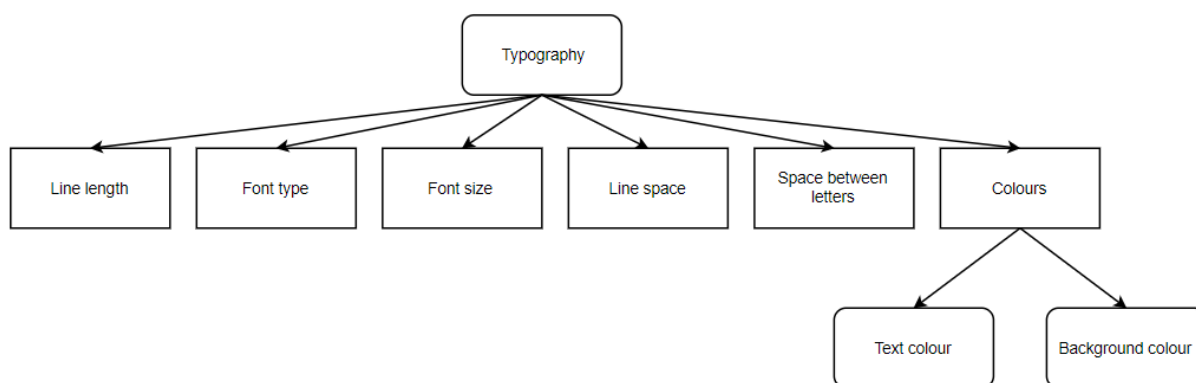 Typography
Line length
Font type
Font size
Line space
Space between
letters
Colours
Text colour
Background colour